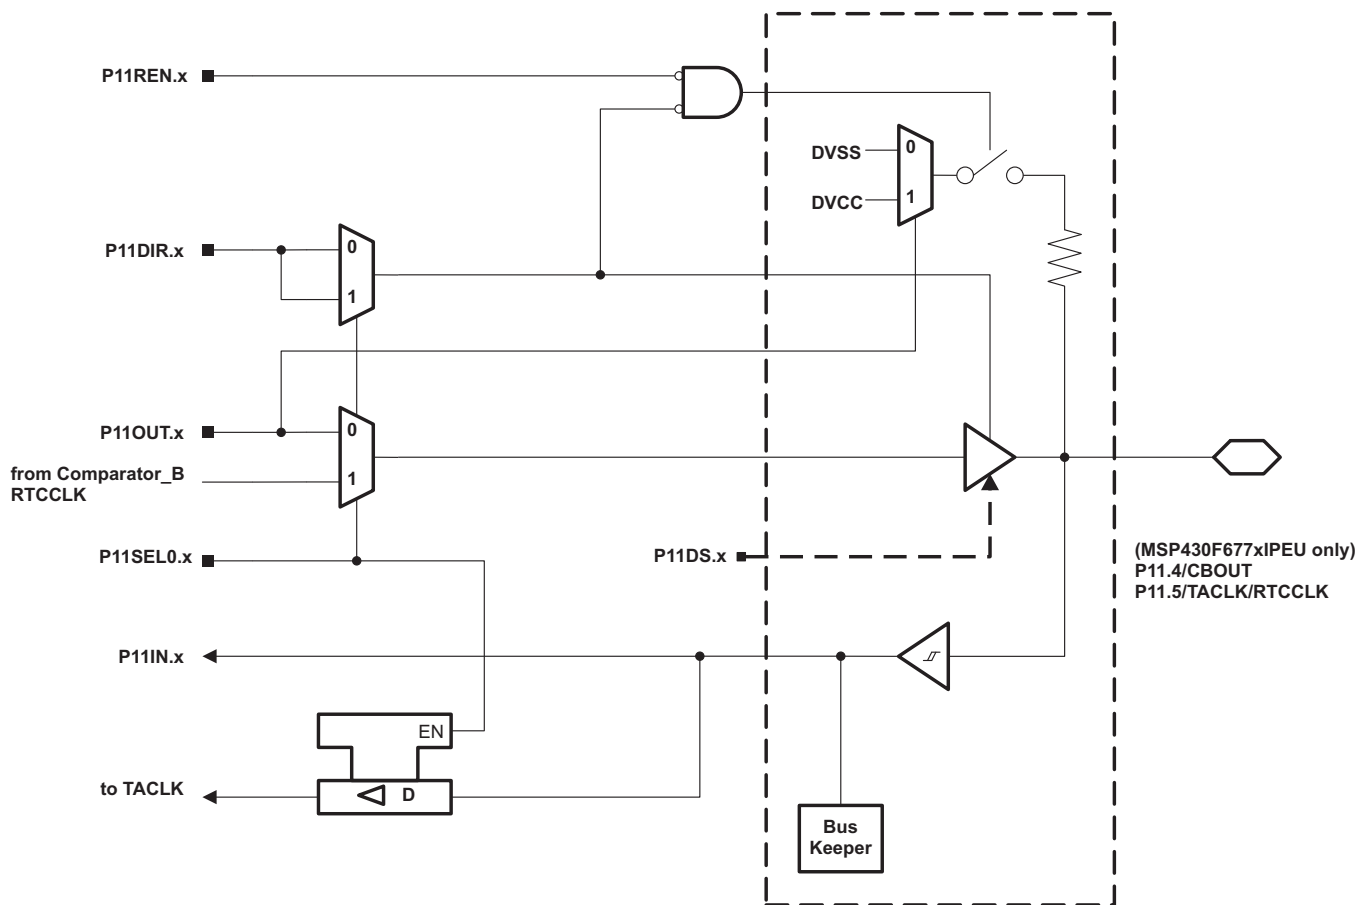 P11REN.x
DVSS
0
DVCC
1
P11DIR.x
0
1
P11OUT.x
0
from Comparator_B
RTCCLK
1
P11SEL0.x
P11DS.x
(MSP430F677xIPEU only)
P11.4/CBOUT
P11.5/TACLK/RTCCLK
P11IN.x
EN
to TACLK
D
Bus
Keeper